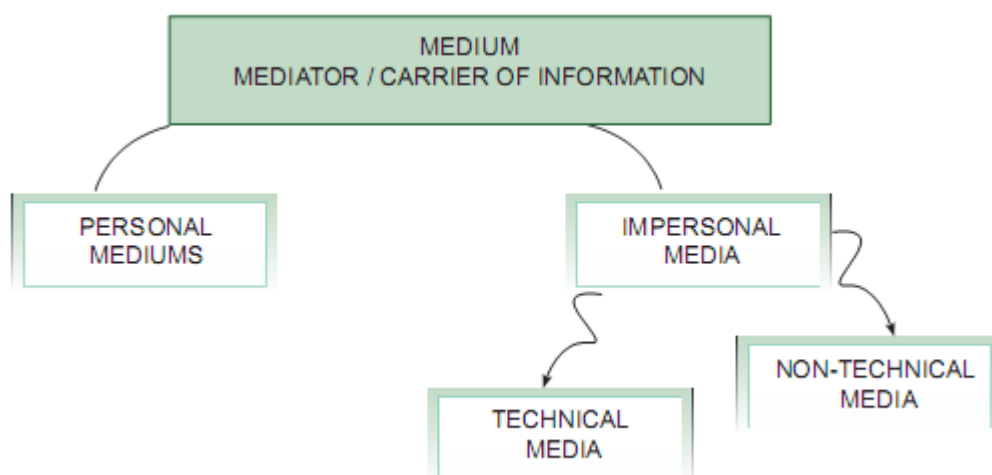 MEDIUM
MEDIATOR / CARRIER OF INFORMATION
PERSONAL
MEDIUMS
IMPERSONAL
MEDIA
TECHNICAL
MEDIA
NON-TECHNICAL
MEDIA